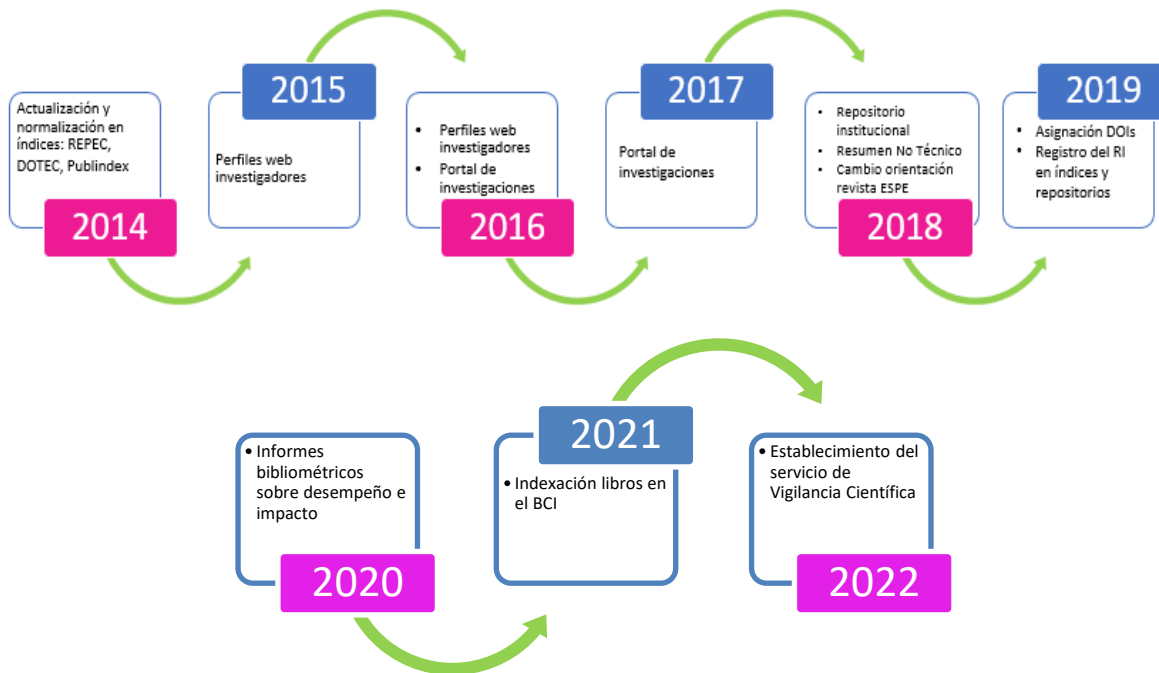 Actualización y
normalización en
índices: REPEC,
DOTEC, Publindex
2014
2015
Perfiles web
investigadores
• Perfiles web
investigadores
• Portal de
investigaciones
2016
2017
Portal de
investigaciones
• Repositorio
institucional
• Resumen No Técnico
• Cambio orientación
revista ESPE
2018
2019
• Asignación DOIs
• Registro del RI
en índices y
repositorios
• Informes
bibliométricos
sobre desempeño e
impacto
2020
2021
• Indexación libros en
el BCI
• Establecimiento del
servicio de
Vigilancia Científica
2022